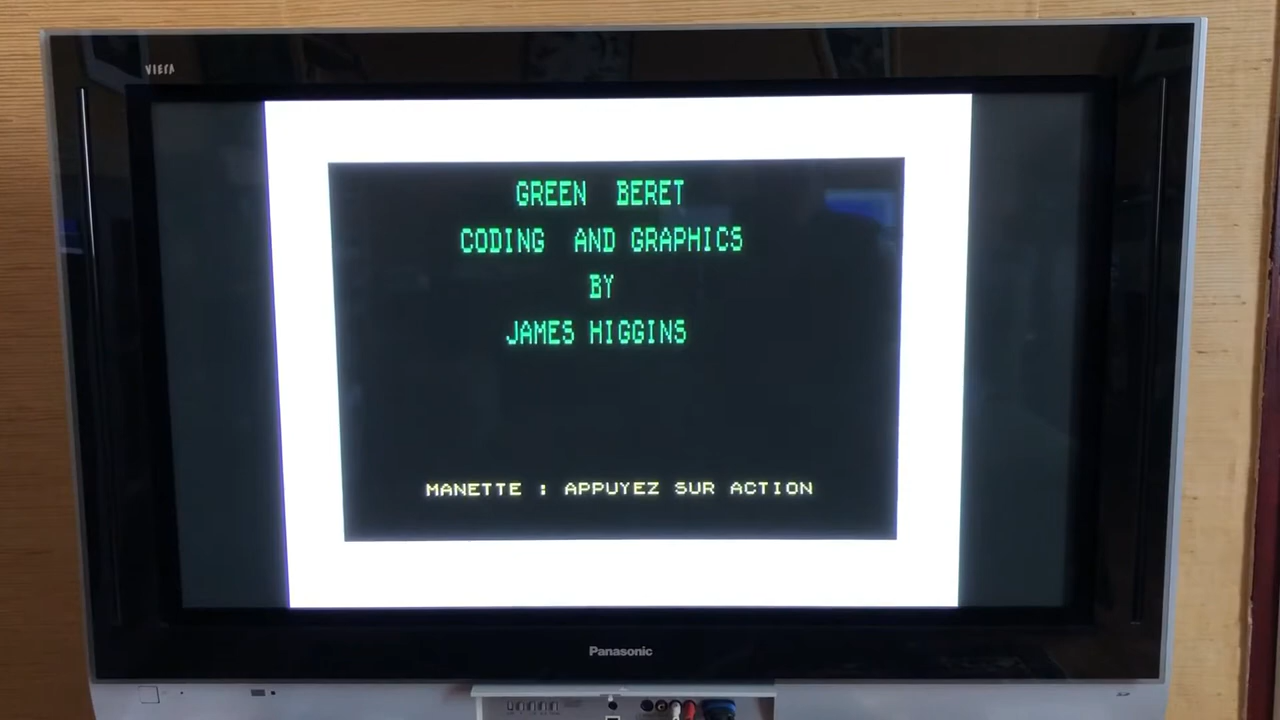 VIERA
GREEN BERET
CODING AND GRAPHICS
BY
JAMES HIGGINS
MANETTE : APPUYEZ SUR ACTION
Panasonic